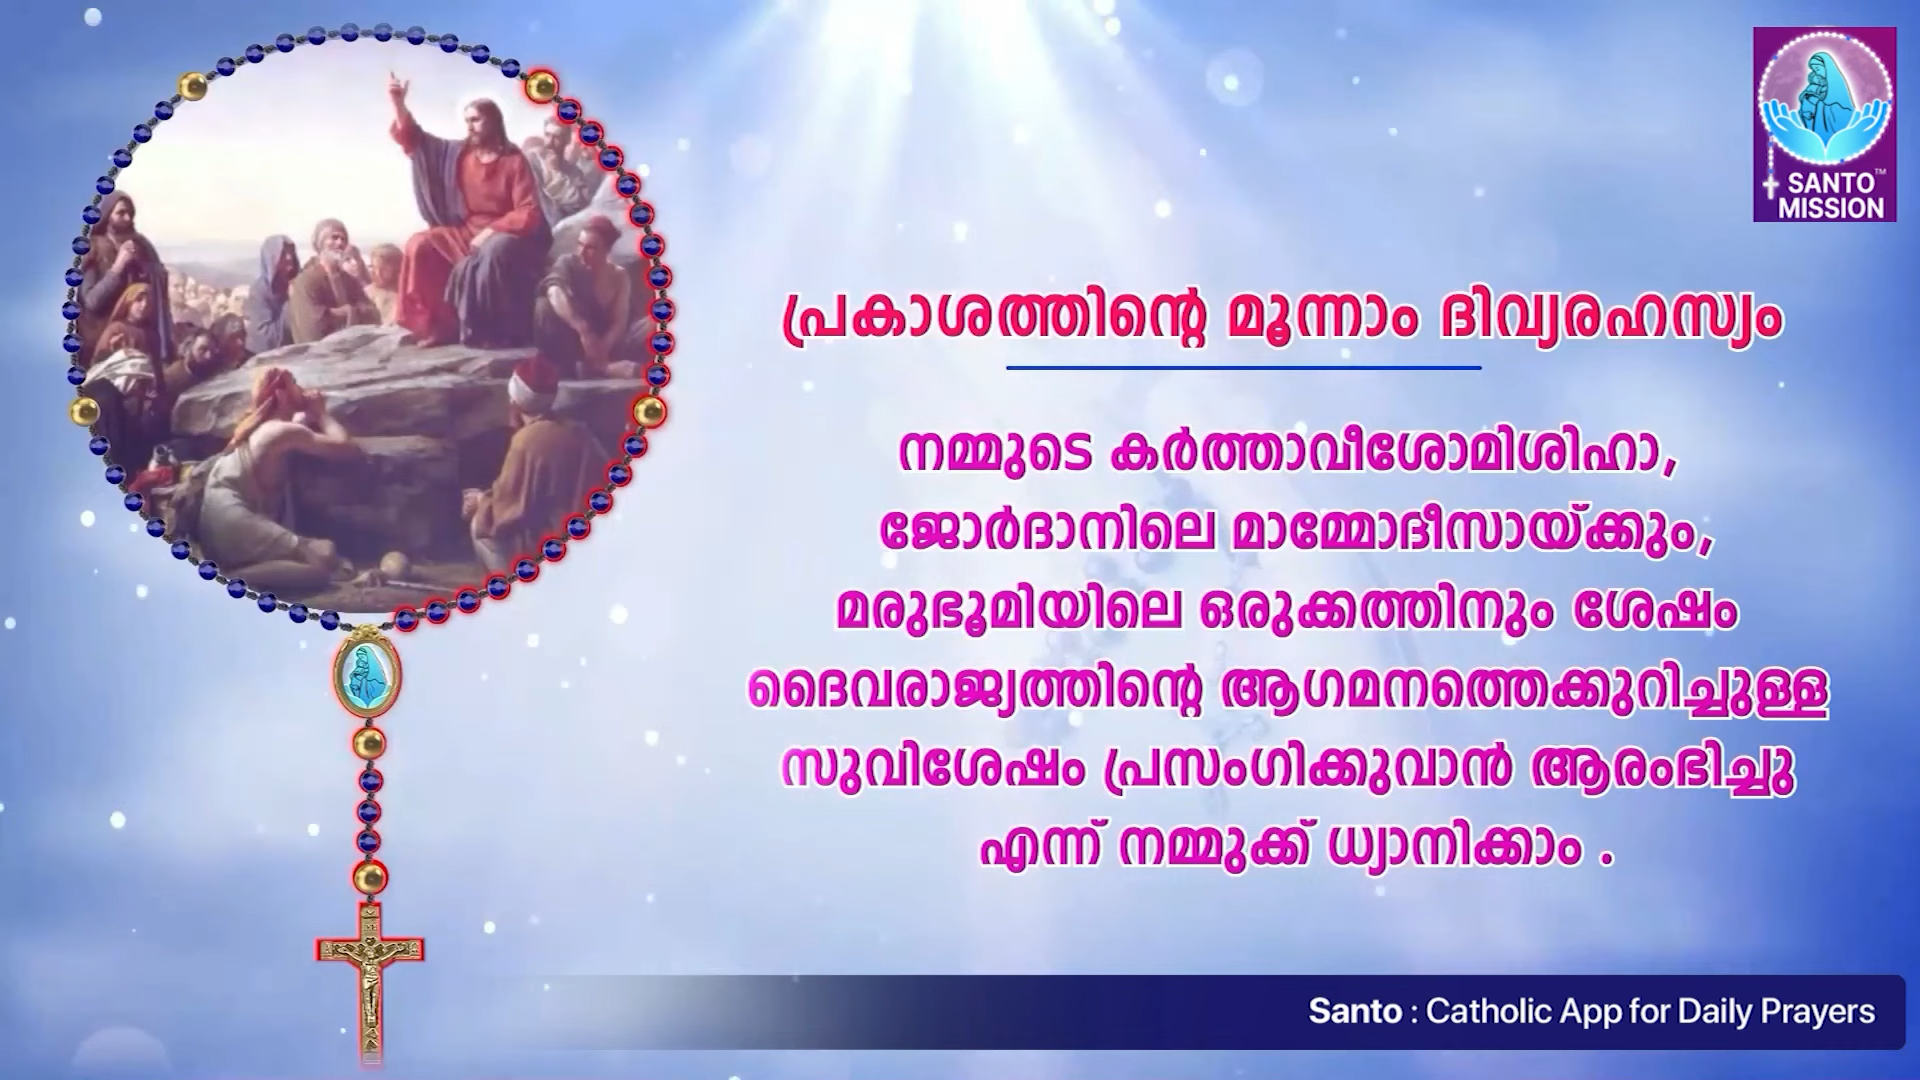 SANTO™
MISSION
പ്രകാശത്തിന്റെ മൂന്നാം ദിവ്യരഹസ്യം
നമ്മുടെ കർത്താവീശോമിശിഹാ,
ജോർദാനിലെ മാമ്മോദീസായ്ക്കും,
മരുഭൂമിയിലെ ഒരുക്കത്തിനും ശേഷം
ദൈവരാജ്യത്തിന്റെ ആഗമനത്തെക്കുറിച്ചുള്ള
സുവിശേഷം പ്രസംഗിക്കുവാൻ ആരംഭിച്ചു
എന്ന് നമ്മുക്ക് ധ്യാനിക്കാം .
Santo : Catholic App for Daily Prayers